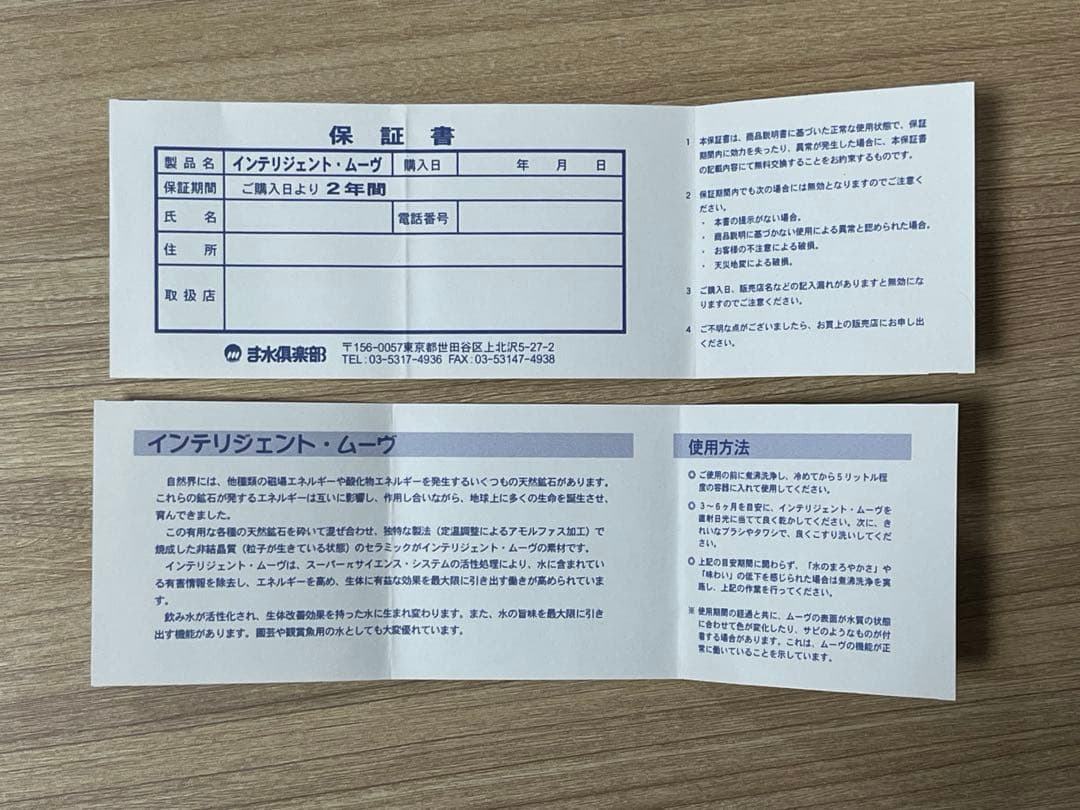 保証書
製品名 インテリジェント・ムーヴ 購入日 年 月 日
保証期間 ご購入日より 2年間
氏名 電話番号
住所
取扱店
ま水倶楽部
〒156-0057東京都世田谷区上北沢5-27-2
TEL:03-5317-4936 FAX:03-53147-4938
1 本保証書は、商品説明書に基づいた正常な使用状態で、保証
期間内に効力を失ったり、異常が発生した場合に、本保証書
の記載内容にて無料交換することをお約束するものです。
2 保証期間内でも次の場合には無効となりますのでご注意く
ださい。
・ 本書の提示がない場合。
・ 商品説明に基づかない使用による異常と認められた場合。
・ お客様の不注意による破損。
・ 天災地変による破損。
3 ご購入日、販売店名などの記入漏れがありますと無効にな
りますのでご注意ください。
4 ご不明な点がございましたら、お買上の販売店にお申し出
ください。
インテリジェント・ムーヴ
自然界には、他種類の磁場エネルギーや酸化物エネルギーを発生するいくつもの天然鉱石があります。
これらの鉱石が発するエネルギーは互いに影響し、作用し合いながら、地球上に多くの生命を誕生させ、
育んできました。
この有用な各種の天然鉱石を砕いて混ぜ合わせ、独特な製法（定温調整によるアモルファス加工）で
焼成した非結晶質（粒子が生きている状態）のセラミックがインテリジェント・ムーヴの素材です。
インテリジェント・ムーヴは、スーパーπサイエンス・システムの活性処理により、水に含まれてい
る有害情報を除去し、エネルギーを高め、生体に有益な効果を最大限に引き出す働きが高められていま
す。
飲み水が活性化され、生体改善効果を持った水に生まれ変わります。また、水の旨味を最大限に引き
出す機能があります。園芸や観賞魚用の水としても大変優れています。
使用方法
◎ ご使用の前に煮沸洗浄し、冷めてから5リットル程
度の容器に入れて使用してください。
◎ 3〜6ヶ月を目安に、インテリジェント・ムーヴを
直射日光に当てて良く乾かしてください。次に、き
れいなブラシやタワシで、良くこすり洗いしてくだ
さい。
◎ 上記の目安期間に関わらず、「水のまろやかさ」や
「味わい」の低下を感じられた場合は煮沸洗浄を実
施し、上記の作業を行ってください。
※ 使用期間の経過と共に、ムーヴの表面が水質の状態
に合わせて色が変化したり、サビのようなものが付
着する場合があります。これは、ムーヴの機能が正
常に働いていることを示しています。